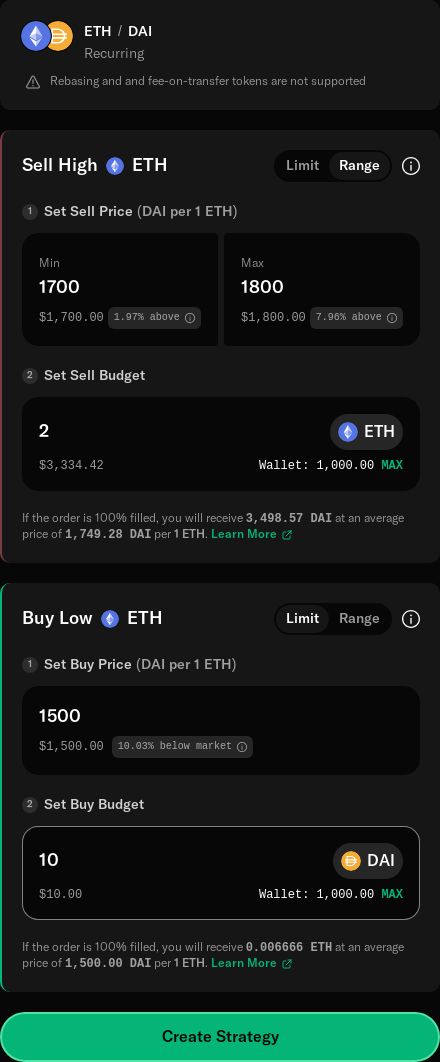 ETH / DAI
Recurring
Rebasing and and fee-on-transfer tokens are not supported
Sell High ETH Limit Range
1 Set Sell Price (DAI per 1 ETH)
Min Max
1700 1800
$1,700.00 1.97% above $1,800.00 7.96% above
2 Set Sell Budget
2 ETH
$3,334.42 Wallet: 1,000.00 MAX
If the order is 100% filled, you will receive 3,498.57 DAI at an average
price of 1,749.28 DAI per 1 ETH. Learn More
Buy Low ETH Limit Range
1 Set Buy Price (DAI per 1 ETH)
1500
$1,500.00 10.03% below market
2 Set Buy Budget
10 DAI
$10.00 Wallet: 1,000.00 MAX
If the order is 100% filled, you will receive 0.006666 ETH at an average
price of 1,500.00 DAI per 1 ETH. Learn More
Create Strategy